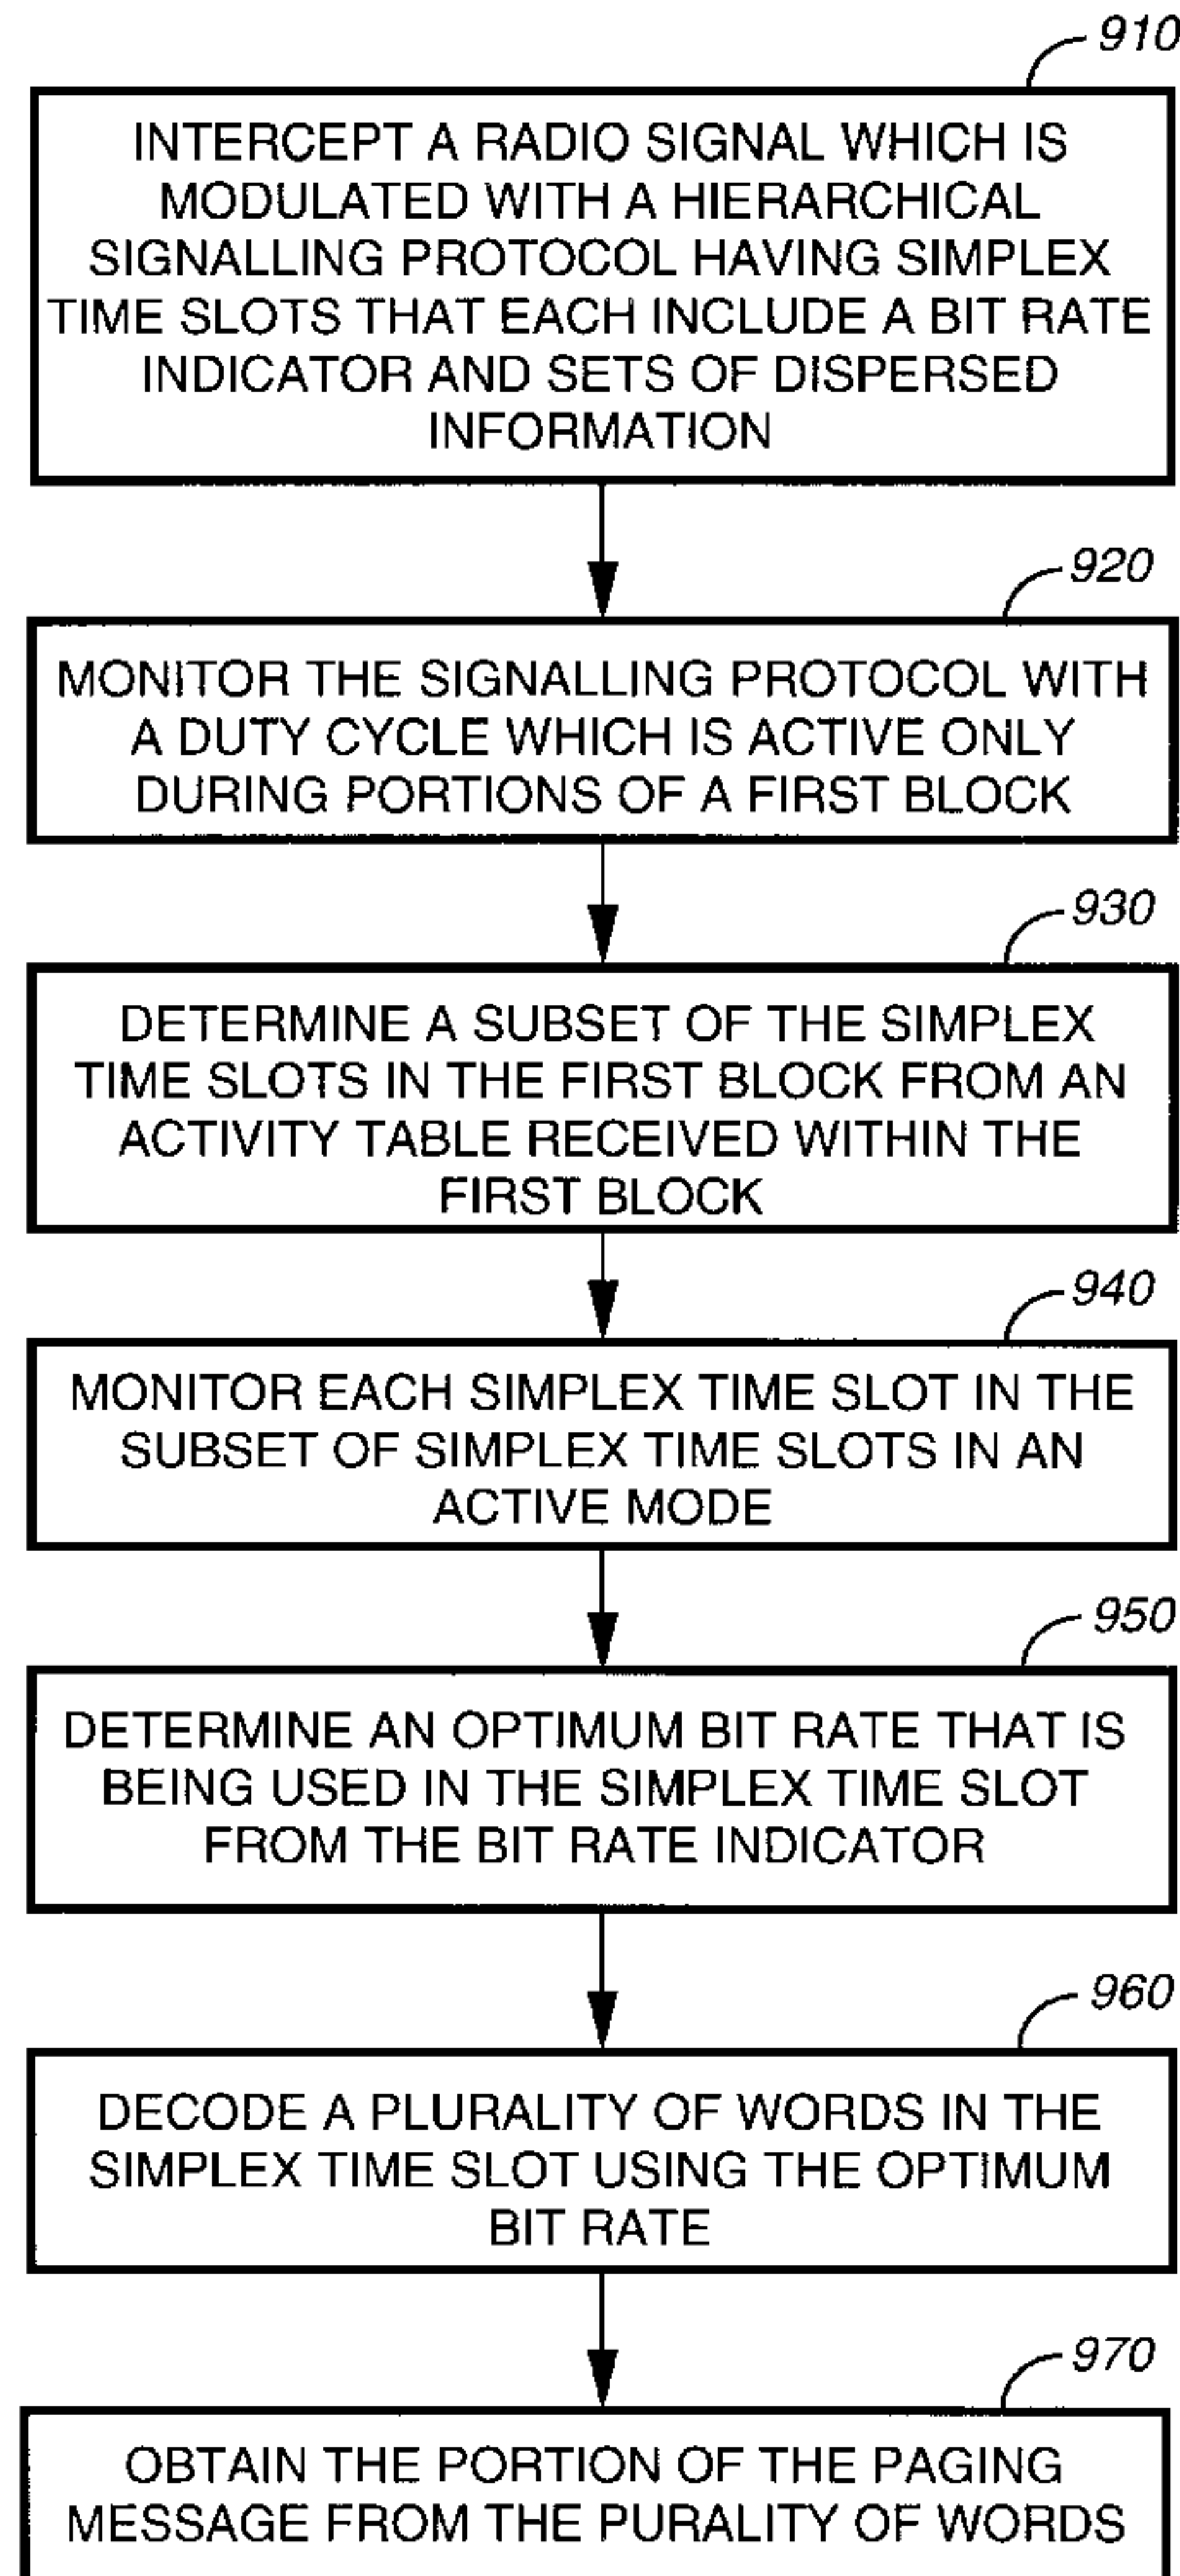 910
INTERCEPT A RADIO SIGNAL WHICH IS
MODULATED WITH A HIERARCHICAL
SIGNALLING PROTOCOL HAVING SIMPLEX
TIME SLOTS THAT EACH INCLUDE A BIT RATE
INDICATOR AND SETS OF DISPERSED
INFORMATION
920
MONITOR THE SIGNALLING PROTOCOL WITH
A DUTY CYCLE WHICH IS ACTIVE ONLY
DURING PORTIONS OF A FIRST BLOCK
930
DETERMINE A SUBSET OF THE SIMPLEX
TIME SLOTS IN THE FIRST BLOCK FROM AN
ACTIVITY TABLE RECEIVED WITHIN THE
FIRST BLOCK
940
MONITOR EACH SIMPLEX TIME SLOT IN THE
SUBSET OF SIMPLEX TIME SLOTS IN AN
ACTIVE MODE
950
DETERMINE AN OPTIMUM BIT RATE THAT IS
BEING USED IN THE SIMPLEX TIME SLOT
FROM THE BIT RATE INDICATOR
960
DECODE A PLURALITY OF WORDS IN THE
SIMPLEX TIME SLOT USING THE OPTIMUM
BIT RATE
970
OBTAIN THE PORTION OF THE PAGING
MESSAGE FROM THE PURALITY OF WORDS